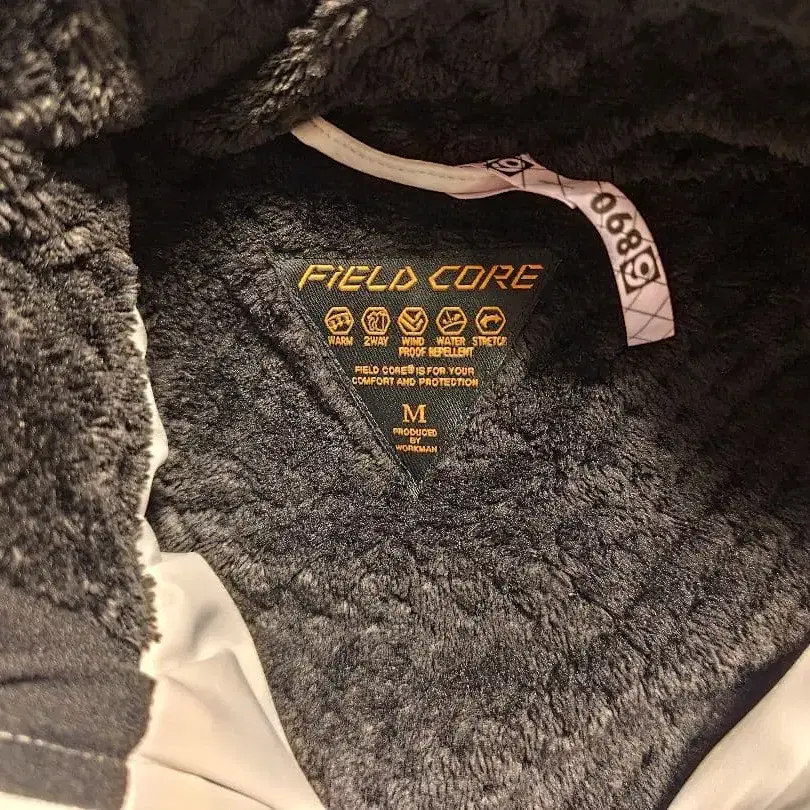 FiELD CORE
WARM 2WAY WIND WATER STRETCH
PROOF REPELLENT
FIELD CORE® IS FOR YOUR
COMFORT AND PROTECTION
M
PRODUCED
BY
WORKMAN
068